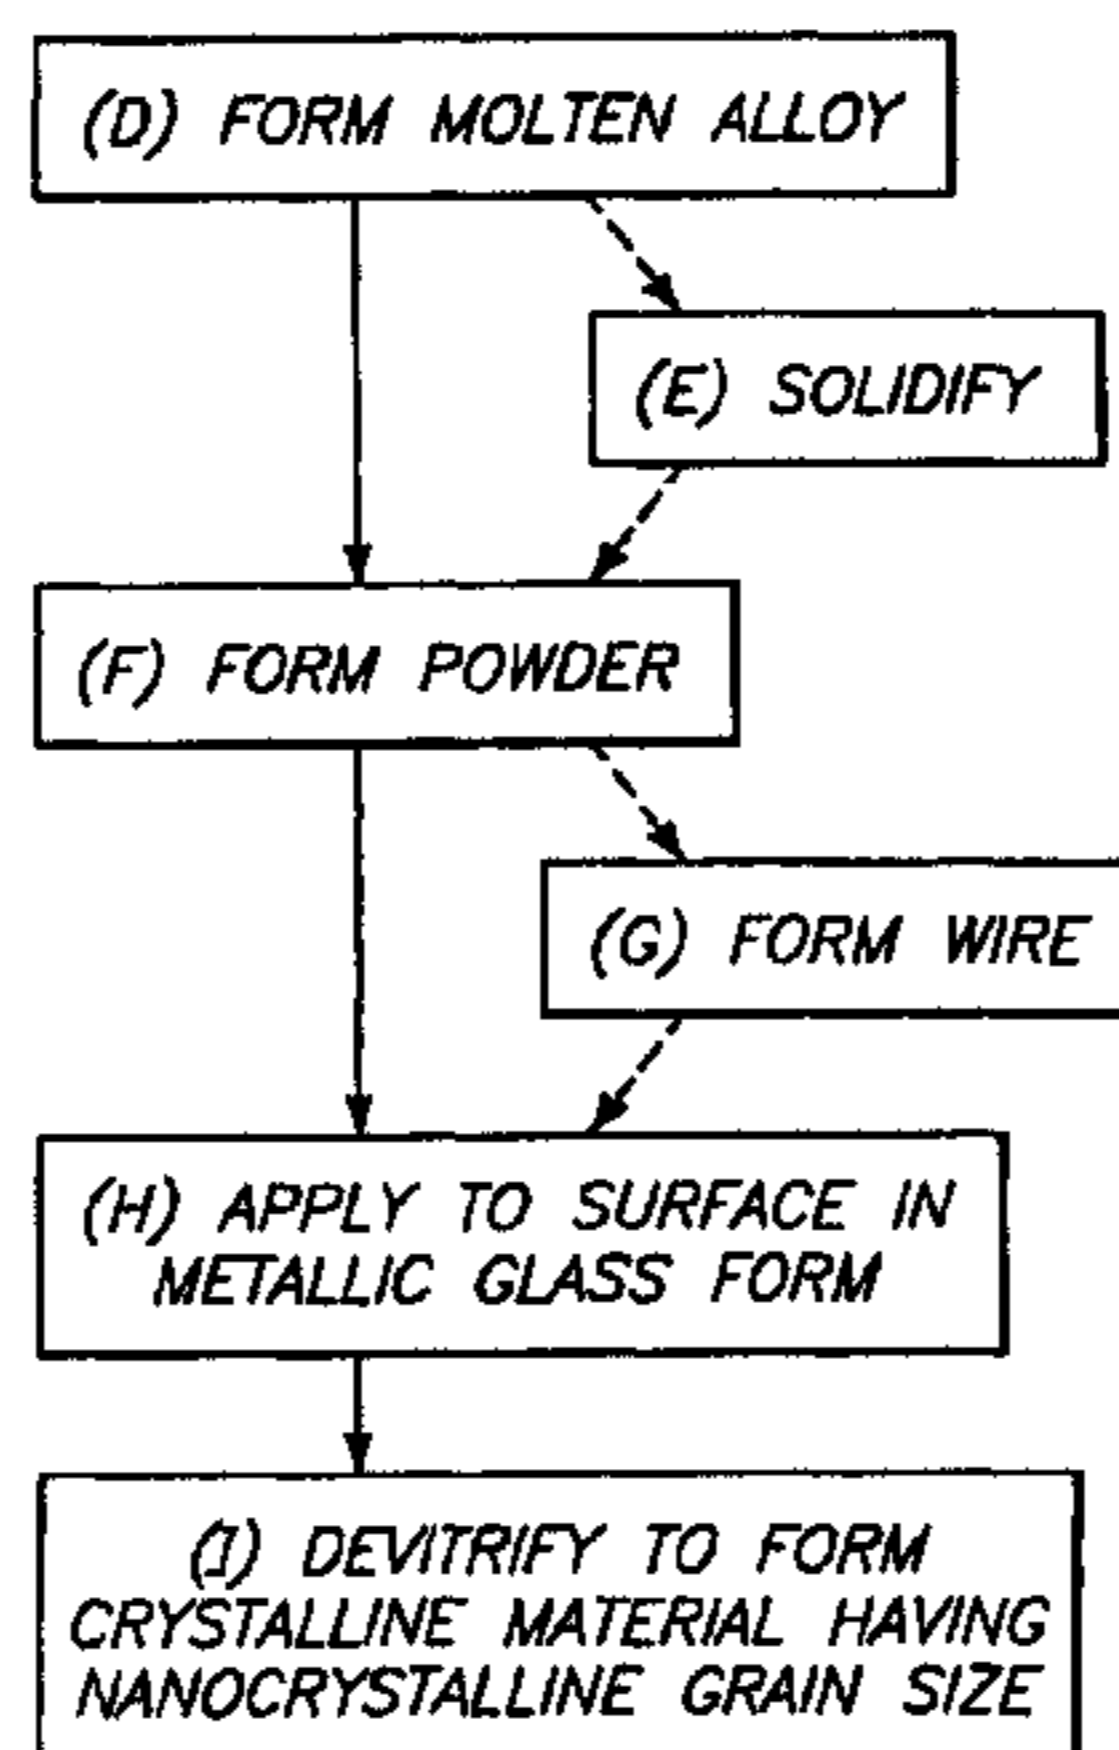 (D) FORM MOLTEN ALLOY
(E) SOLIDIFY
(F) FORM POWDER
(G) FORM WIRE
(H) APPLY TO SURFACE IN
METALLIC GLASS FORM
(I) DEVITRIFY TO FORM
CRYSTALLINE MATERIAL HAVING
NANOCRYSTALLINE GRAIN SIZE